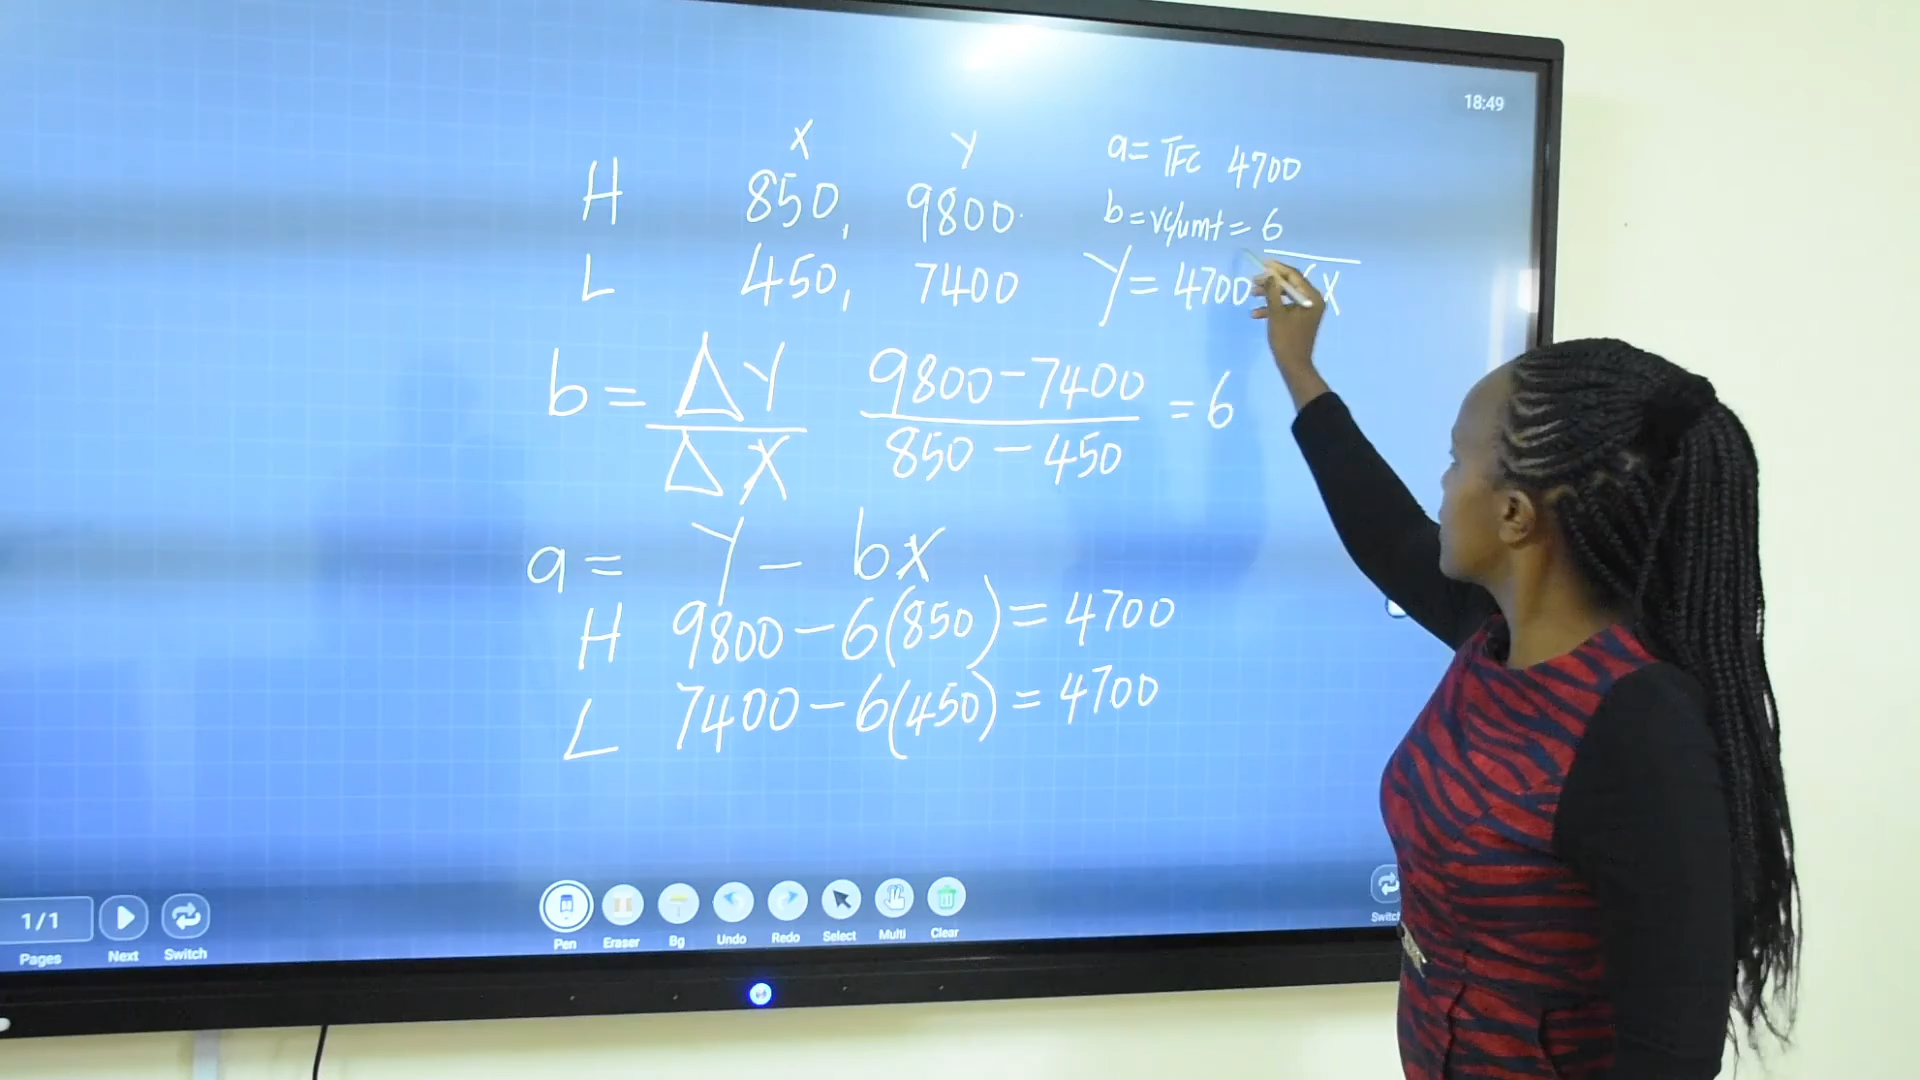 18:49
X Y
H 850, 9800
L 450, 7400
a = TFC 4700
b = vc/unit = 6
Y = 4700 X
b = ΔY/ΔX 9800 - 7400 / 850 - 450 = 6
a = Y - bx
H 9800 - 6(850) = 4700
L 7400 - 6(450) = 4700
1/1
Pages Next Switch
Pen Eraser Bg Undo Redo Select Multi Clear
Switch